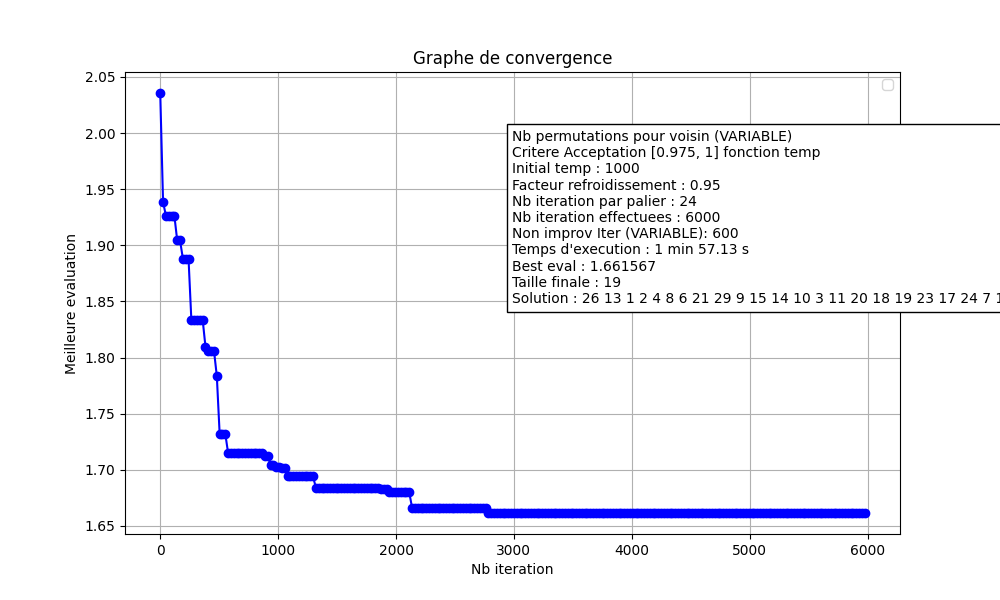 Graphe de convergence
2.05
2.00
1.95
1.90
1.85
1.80
1.75
1.70
1.65
Meilleure evaluation
Nb permutations pour voisin (VARIABLE)
Critere Acceptation [0.975, 1] fonction temp
Initial temp : 1000
Facteur refroidissement : 0.95
Nb iteration par palier : 24
Nb iteration effectuees : 6000
Non improv Iter (VARIABLE): 600
Temps d'execution : 1 min 57.13 s
Best eval : 1.661567
Taille finale : 19
Solution : 26 13 1 2 4 8 6 21 29 9 15 14 10 3 11 20 18 19 23 17 24 7
0 1000 2000 3000 4000 5000 6000
Nb iteration